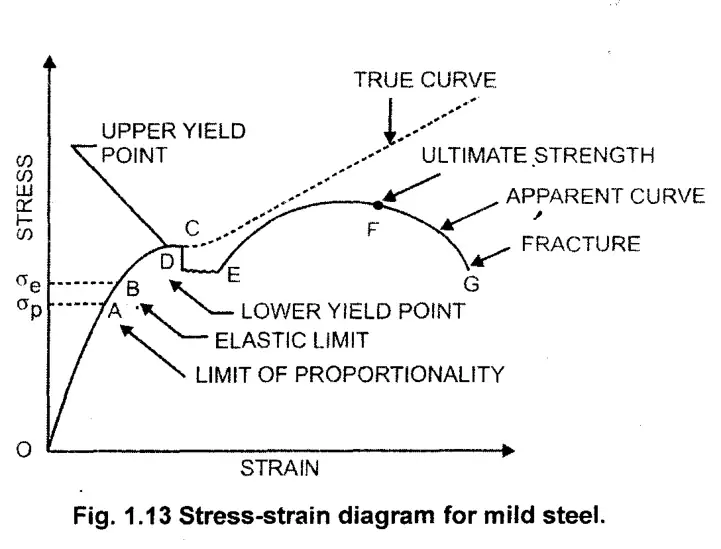 TRUE CURVE
UPPER YIELD
POINT
ULTIMATE STRENGTH
STRESS
APPARENT CURVE
C
F
FRACTURE
D
E
G
σe
B
σp
A
LOWER YIELD POINT
ELASTIC LIMIT
LIMIT OF PROPORTIONALITY
O
STRAIN
Fig. 1.13 Stress-strain diagram for mild steel.